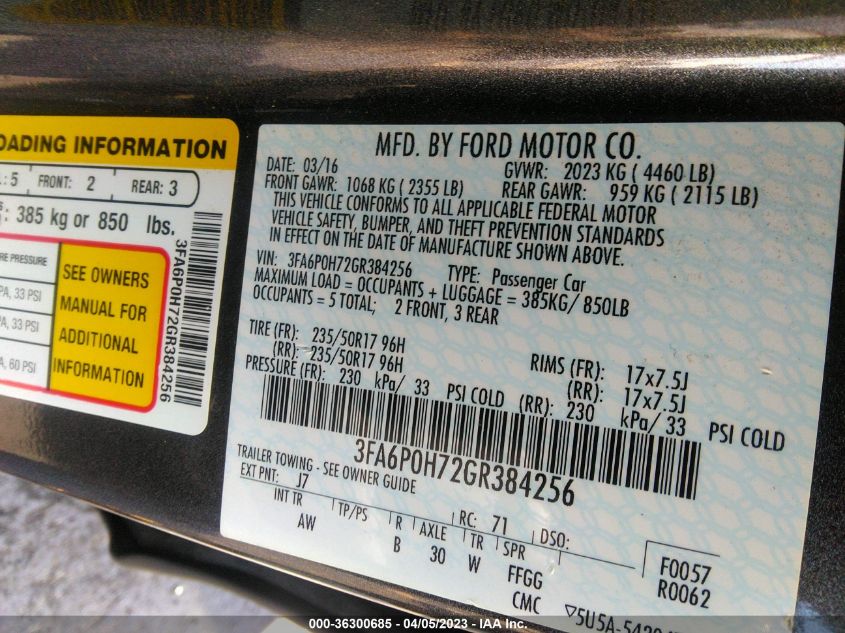 OADING INFORMATION
: 5 FRONT: 2 REAR: 3
: 385 kg or 850 lbs.
RE PRESSURE
PA, 33 PSI
PA, 33 PSI
A, 60 PSI
SEE OWNERS
MANUAL FOR
ADDITIONAL
INFORMATION
3FA6P0H72GR384256
MFD. BY FORD MOTOR CO.
DATE: 03/16 GVWR: 2023 KG ( 4460 LB)
FRONT GAWR: 1068 KG ( 2355 LB) REAR GAWR: 959 KG ( 2115 LB)
THIS VEHICLE CONFORMS TO ALL APPLICABLE FEDERAL MOTOR
VEHICLE SAFETY, BUMPER, AND THEFT PREVENTION STANDARDS
IN EFFECT ON THE DATE OF MANUFACTURE SHOWN ABOVE.
VIN: 3FA6P0H72GR384256 TYPE: Passenger Car
MAXIMUM LOAD = OCCUPANTS + LUGGAGE = 385KG/ 850LB
OCCUPANTS = 5 TOTAL; 2 FRONT, 3 REAR
TIRE (FR): 235/50R17 96H RIMS (FR): 17x7.5J
(RR): 235/50R17 96H (RR): 17x7.5J
PRESSURE (FR): 230 kPa/ 33 PSI COLD (RR): 230 kPa/ 33 PSI COLD
3FA6P0H72GR384256
TRAILER TOWING - SEE OWNER GUIDE
EXT PNT: J7 RC: 71 DSO:
INT TR TP/PS R AXLE TR SPR
AW B 30 W FFGG
CMC
F0057
R0062
▽5U5A-5420
000-36300685 - 04/05/2023 - IAA Inc.